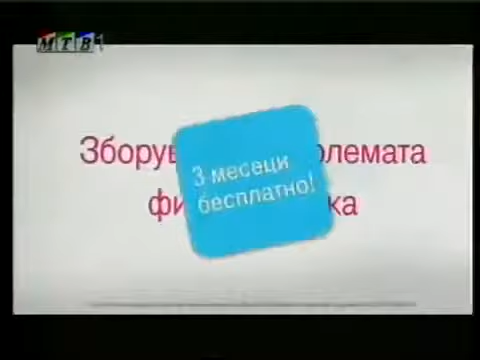 МТВ1
Зборув олемата
3 месеци
бесплатно!
фи ка